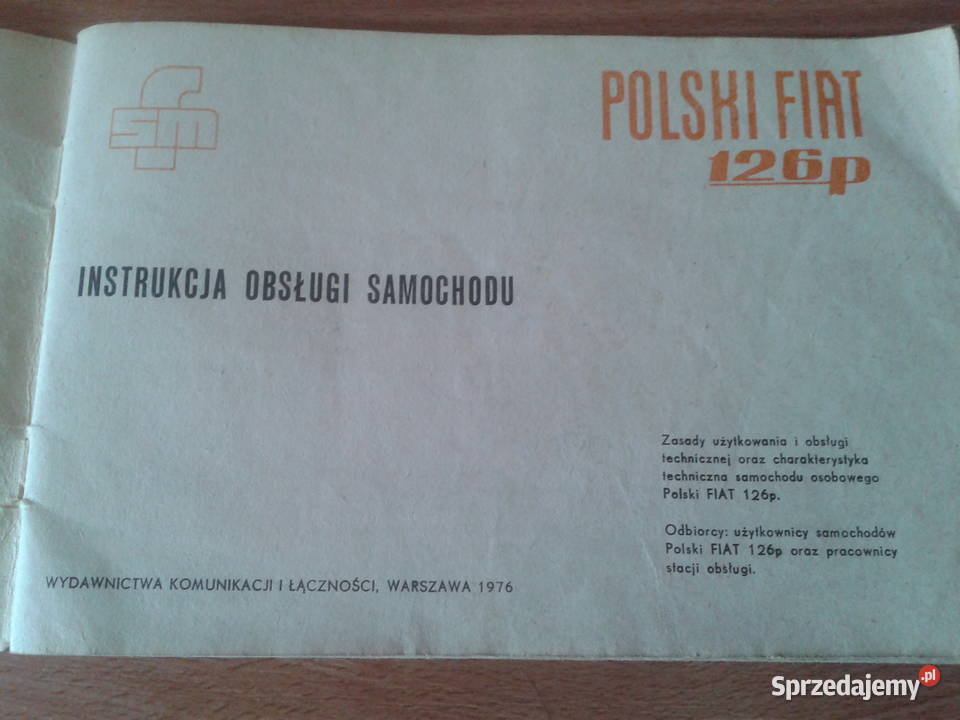 fsm
POLSKI FIAT
126p
INSTRUKCJA OBSŁUGI SAMOCHODU
Zasady użytkowania i obsługi
technicznej oraz charakterystyka
techniczna samochodu osobowego
Polski FIAT 126p.
Odbiorcy: użytkownicy samochodów
Polski FIAT 126p oraz pracownicy
stacji obsługi.
WYDAWNICTWA KOMUNIKACJI I ŁĄCZNOŚCI, WARSZAWA 1976
Sprzedajemy.pl